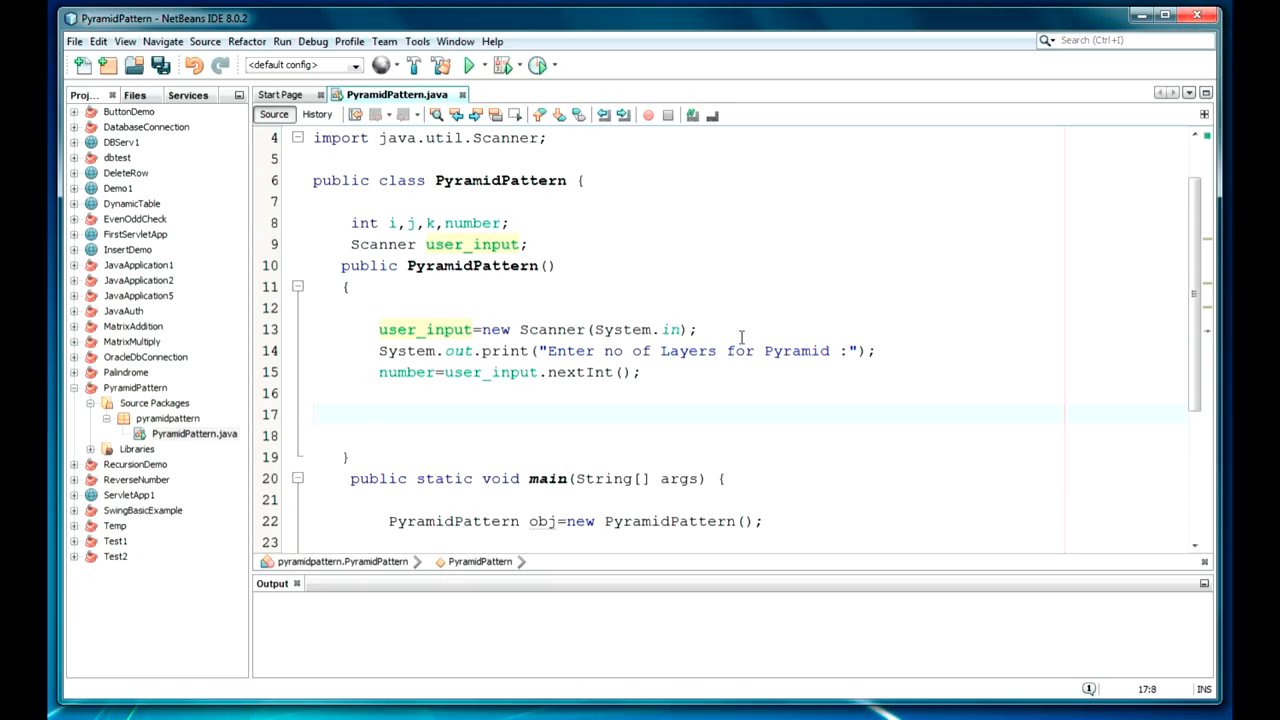 PyramidPattern - NetBeans IDE 8.0.2
File Edit View Navigate Source Refactor Run Debug Profile Team Tools Window Help
Search (Ctrl+I)
<default config>
Proj... Files Services
Start Page PyramidPattern.java
Source History
ButtonDemo
DatabaseConnection
DBServ1
dbtest
DeleteRow
Demo1
DynamicTable
EvenOddCheck
FirstServletApp
InsertDemo
JavaApplication1
JavaApplication2
JavaApplication5
JavaAuth
MatrixAddition
MatrixMultiply
OracleDbConnection
Palindrome
PyramidPattern
Source Packages
pyramidpattern
PyramidPattern.java
Libraries
RecursionDemo
ReverseNumber
ServletApp1
SwingBasicExample
Temp
Test1
Test2
4 import java.util.Scanner;
5
6 public class PyramidPattern {
7
8 int i,j,k,number;
9 Scanner user_input;
10 public PyramidPattern()
11 {
12
13 user_input=new Scanner(System.in);
14 System.out.print("Enter no of Layers for Pyramid :");
15 number=user_input.nextInt();
16
17
18
19 }
20 public static void main(String[] args) {
21
22 PyramidPattern obj=new PyramidPattern();
23
pyramidpattern.PyramidPattern PyramidPattern
Output
1 17:8 INS